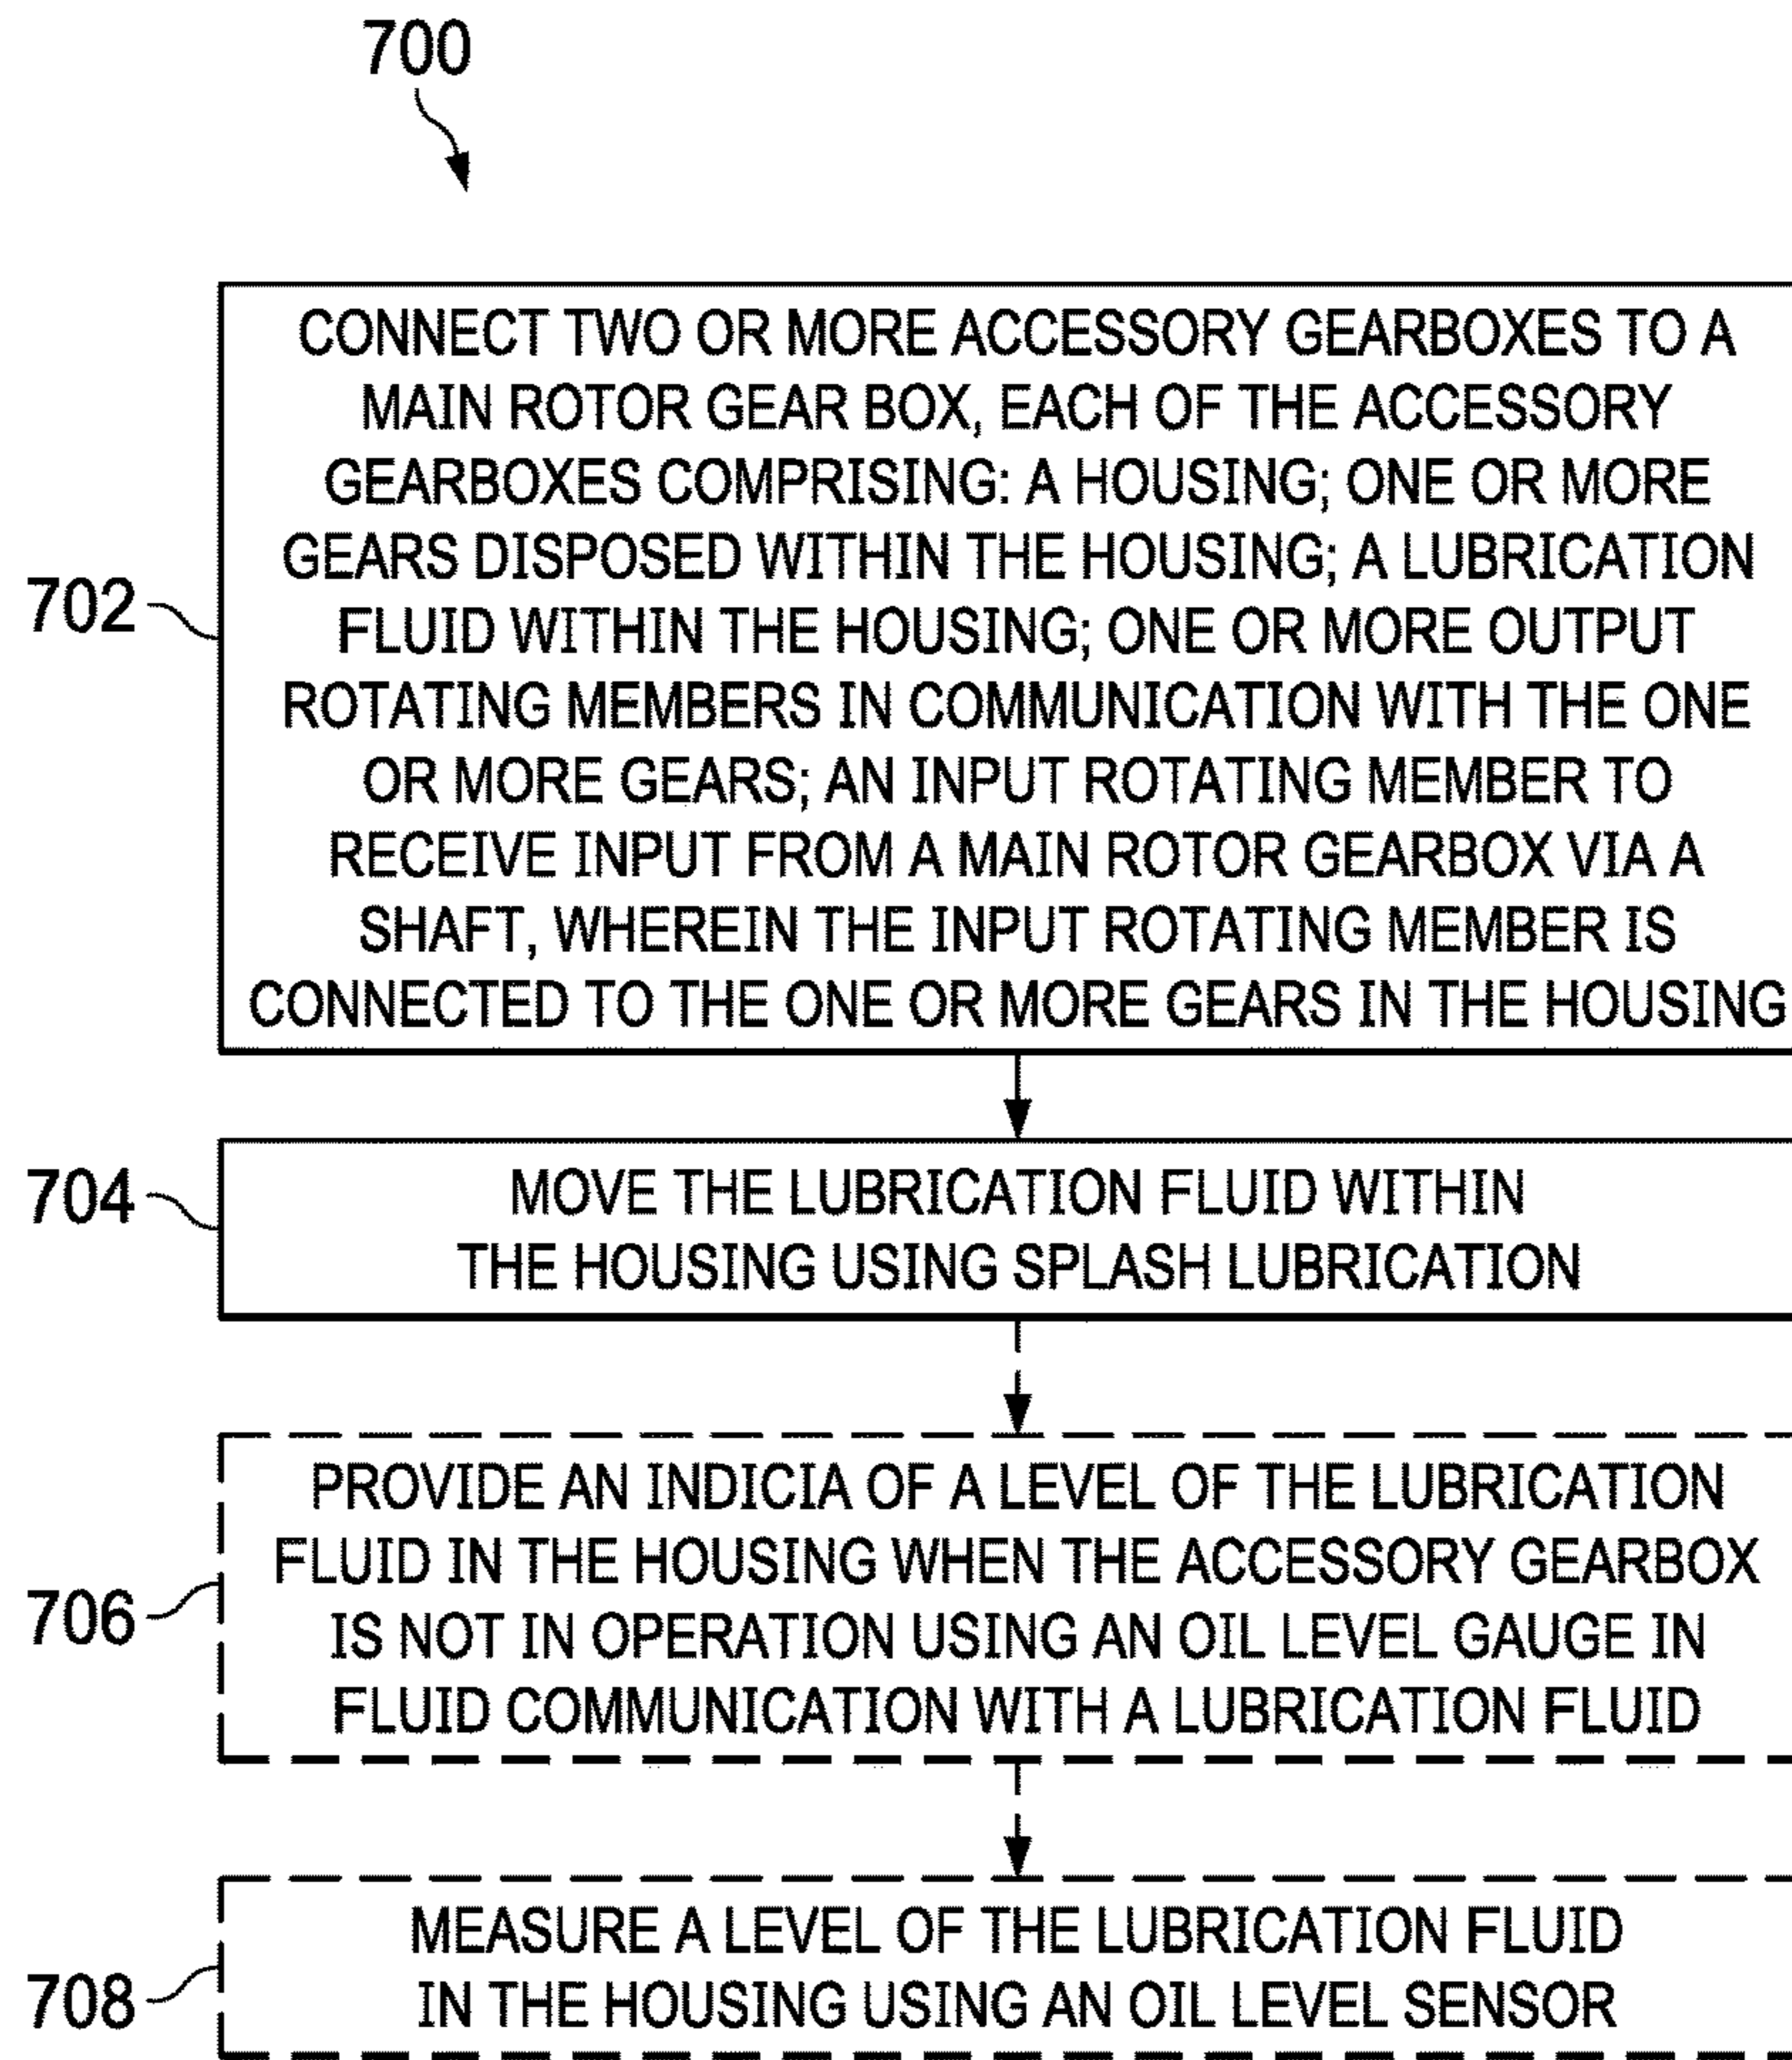 700
CONNECT TWO OR MORE ACCESSORY GEARBOXES TO A
MAIN ROTOR GEAR BOX, EACH OF THE ACCESSORY
GEARBOXES COMPRISING: A HOUSING; ONE OR MORE
GEARS DISPOSED WITHIN THE HOUSING; A LUBRICATION
702
FLUID WITHIN THE HOUSING; ONE OR MORE OUTPUT
ROTATING MEMBERS IN COMMUNICATION WITH THE ONE
OR MORE GEARS; AN INPUT ROTATING MEMBER TO
RECEIVE INPUT FROM A MAIN ROTOR GEARBOX VIA A
SHAFT, WHEREIN THE INPUT ROTATING MEMBER IS
CONNECTED TO THE ONE OR MORE GEARS IN THE HOUSING
704
MOVE THE LUBRICATION FLUID WITHIN
THE HOUSING USING SPLASH LUBRICATION
PROVIDE AN INDICIA OF A LEVEL OF THE LUBRICATION
FLUID IN THE HOUSING WHEN THE ACCESSORY GEARBOX
706
IS NOT IN OPERATION USING AN OIL LEVEL GAUGE IN
FLUID COMMUNICATION WITH A LUBRICATION FLUID
MEASURE A LEVEL OF THE LUBRICATION FLUID
708
IN THE HOUSING USING AN OIL LEVEL SENSOR